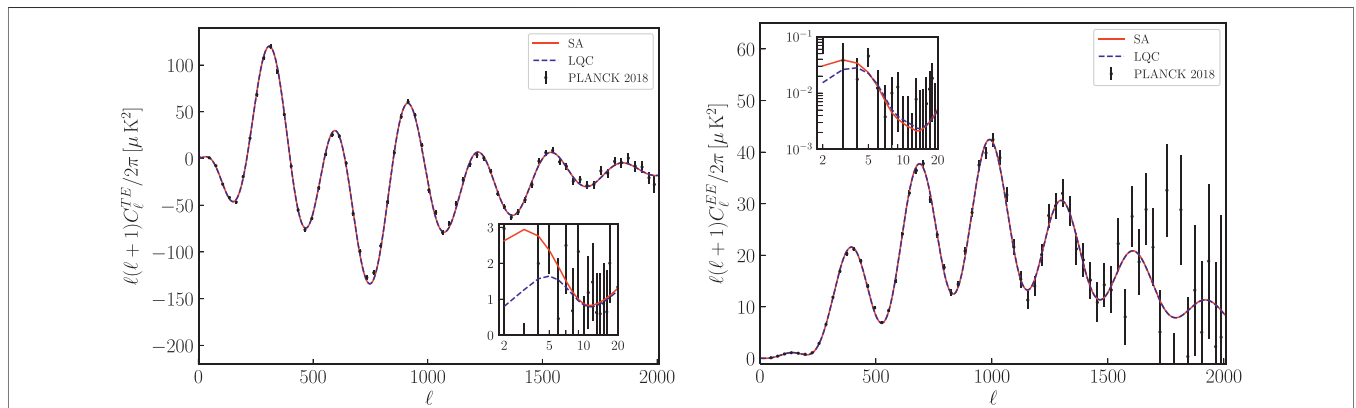 SA
LQC
PLANCK 2018
100
50
0
−50
−100
−150
−200
ℓ(ℓ + 1)C_ℓ^{TE}/2π [μ K²]
3
2
1
0
2 5 10 20
0 500 1000 1500 2000
ℓ
SA
LQC
PLANCK 2018
60
50
40
30
20
10
0
ℓ(ℓ + 1)C_ℓ^{EE}/2π [μ K²]
10⁻¹
10⁻²
10⁻³
2 5 10 20
0 500 1000 1500 2000
ℓ